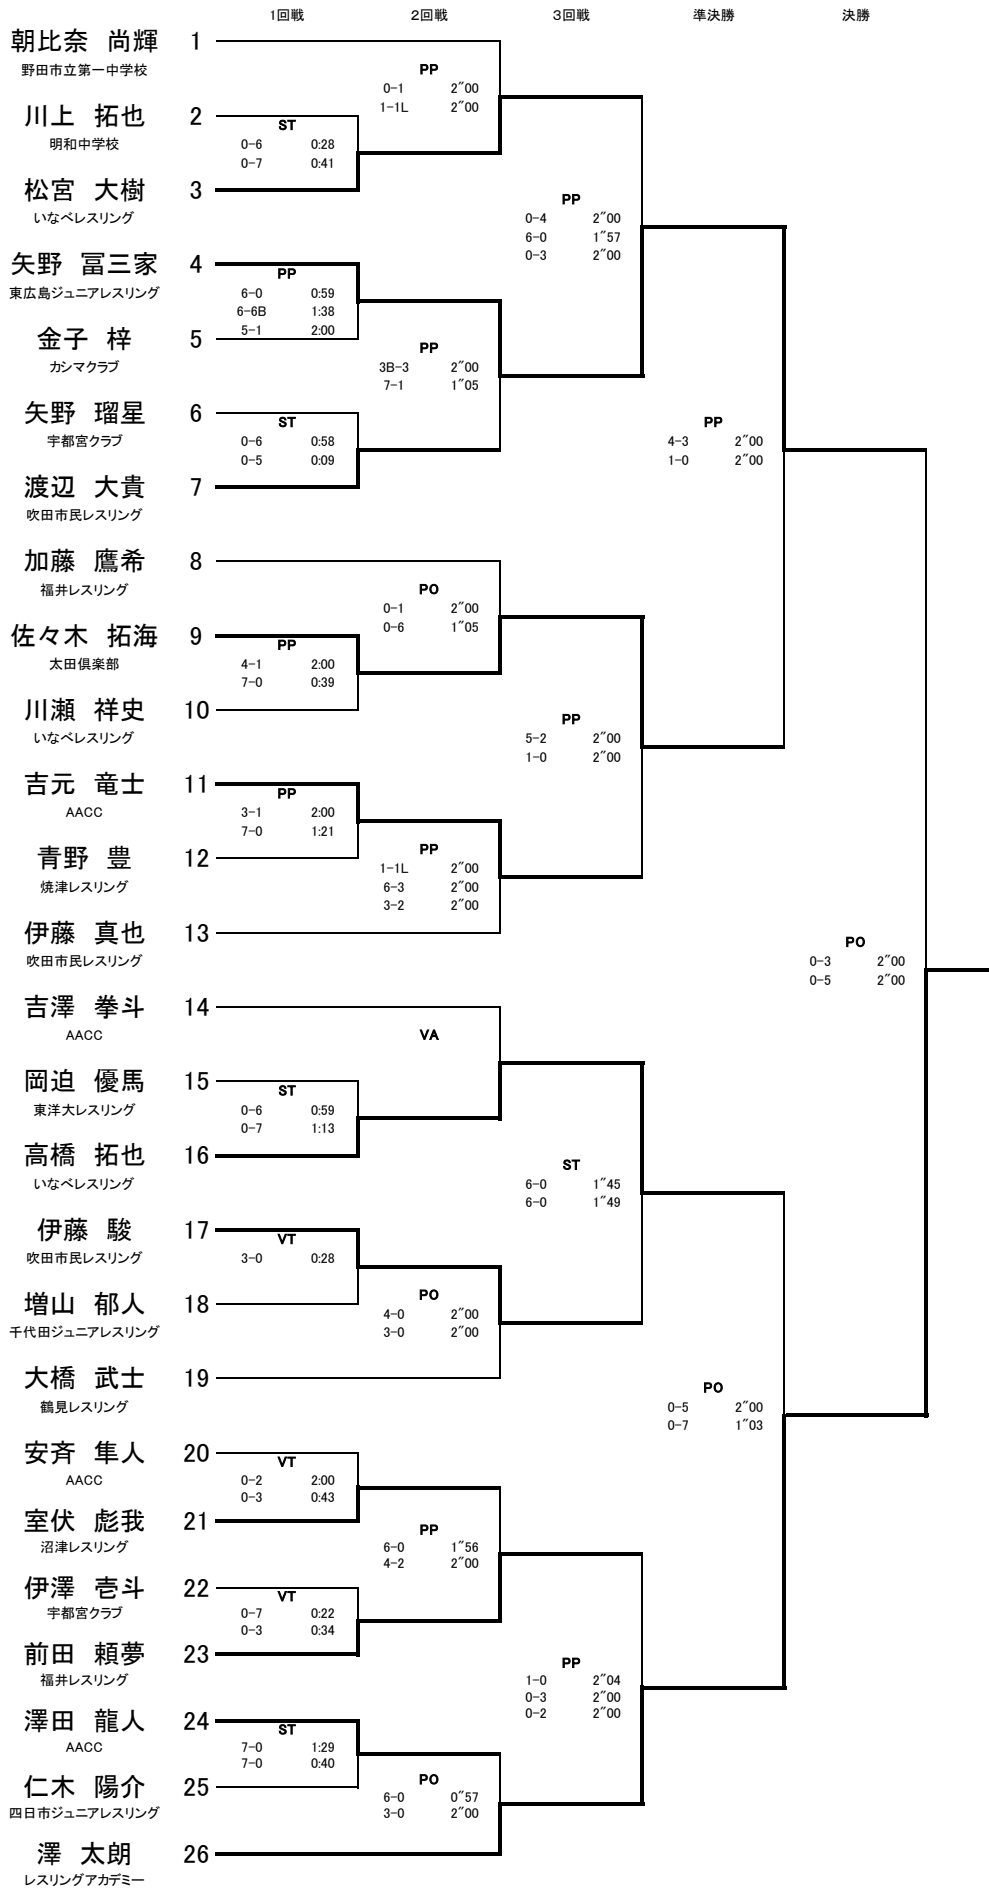 1回戦 2回戦 3回戦 準決勝 決勝
朝比奈 尚輝 1
野田市立第一中学校
PP
0-1 2″00
1-1L 2″00
川上 拓也 2
明和中学校
ST
0-6 0:28
0-7 0:41
松宮 大樹 3
いなべレスリング
PP
0-4 2″00
6-0 1″57
0-3 2″00
矢野 冨三家 4
東広島ジュニアレスリング
PP
6-0 0:59
6-6B 1:38
5-1 2:00
金子 梓 5
カシマクラブ
PP
3B-3 2″00
7-1 1″05
矢野 瑠星 6
宇都宮クラブ
ST
0-6 0:58
0-5 0:09
PP
4-3 2″00
1-0 2″00
渡辺 大貴 7
吹田市民レスリング
加藤 鷹希 8
福井レスリング
PO
0-1 2″00
0-6 1″05
佐々木 拓海 9
太田倶楽部
PP
4-1 2:00
7-0 0:39
川瀬 祥史 10
いなべレスリング
PP
5-2 2″00
1-0 2″00
吉元 竜士 11
AACC
PP
3-1 2:00
7-0 1:21
青野 豊 12
焼津レスリング
PP
1-1L 2″00
6-3 2″00
3-2 2″00
伊藤 真也 13
吹田市民レスリング
PO
0-3 2″00
0-5 2″00
吉澤 拳斗 14
AACC
VA
岡迫 優馬 15
東洋大レスリング
ST
0-6 0:59
0-7 1:13
高橋 拓也 16
いなべレスリング
ST
6-0 1″45
6-0 1″49
伊藤 駿 17
吹田市民レスリング
VT
3-0 0:28
増山 郁人 18
千代田ジュニアレスリング
PO
4-0 2″00
3-0 2″00
大橋 武士 19
鶴見レスリング
PO
0-5 2″00
0-7 1″03
安斉 隼人 20
AACC
VT
0-2 2:00
0-3 0:43
室伏 彪我 21
沼津レスリング
PP
6-0 1″56
4-2 2″00
伊澤 壱斗 22
宇都宮クラブ
VT
0-7 0:22
0-3 0:34
前田 頼夢 23
福井レスリング
PP
1-0 2″04
0-3 2″00
0-2 2″00
澤田 龍人 24
AACC
ST
7-0 1:29
7-0 0:40
仁木 陽介 25
四日市ジュニアレスリング
PO
6-0 0″57
3-0 2″00
澤 太朗 26
レスリングアカデミー